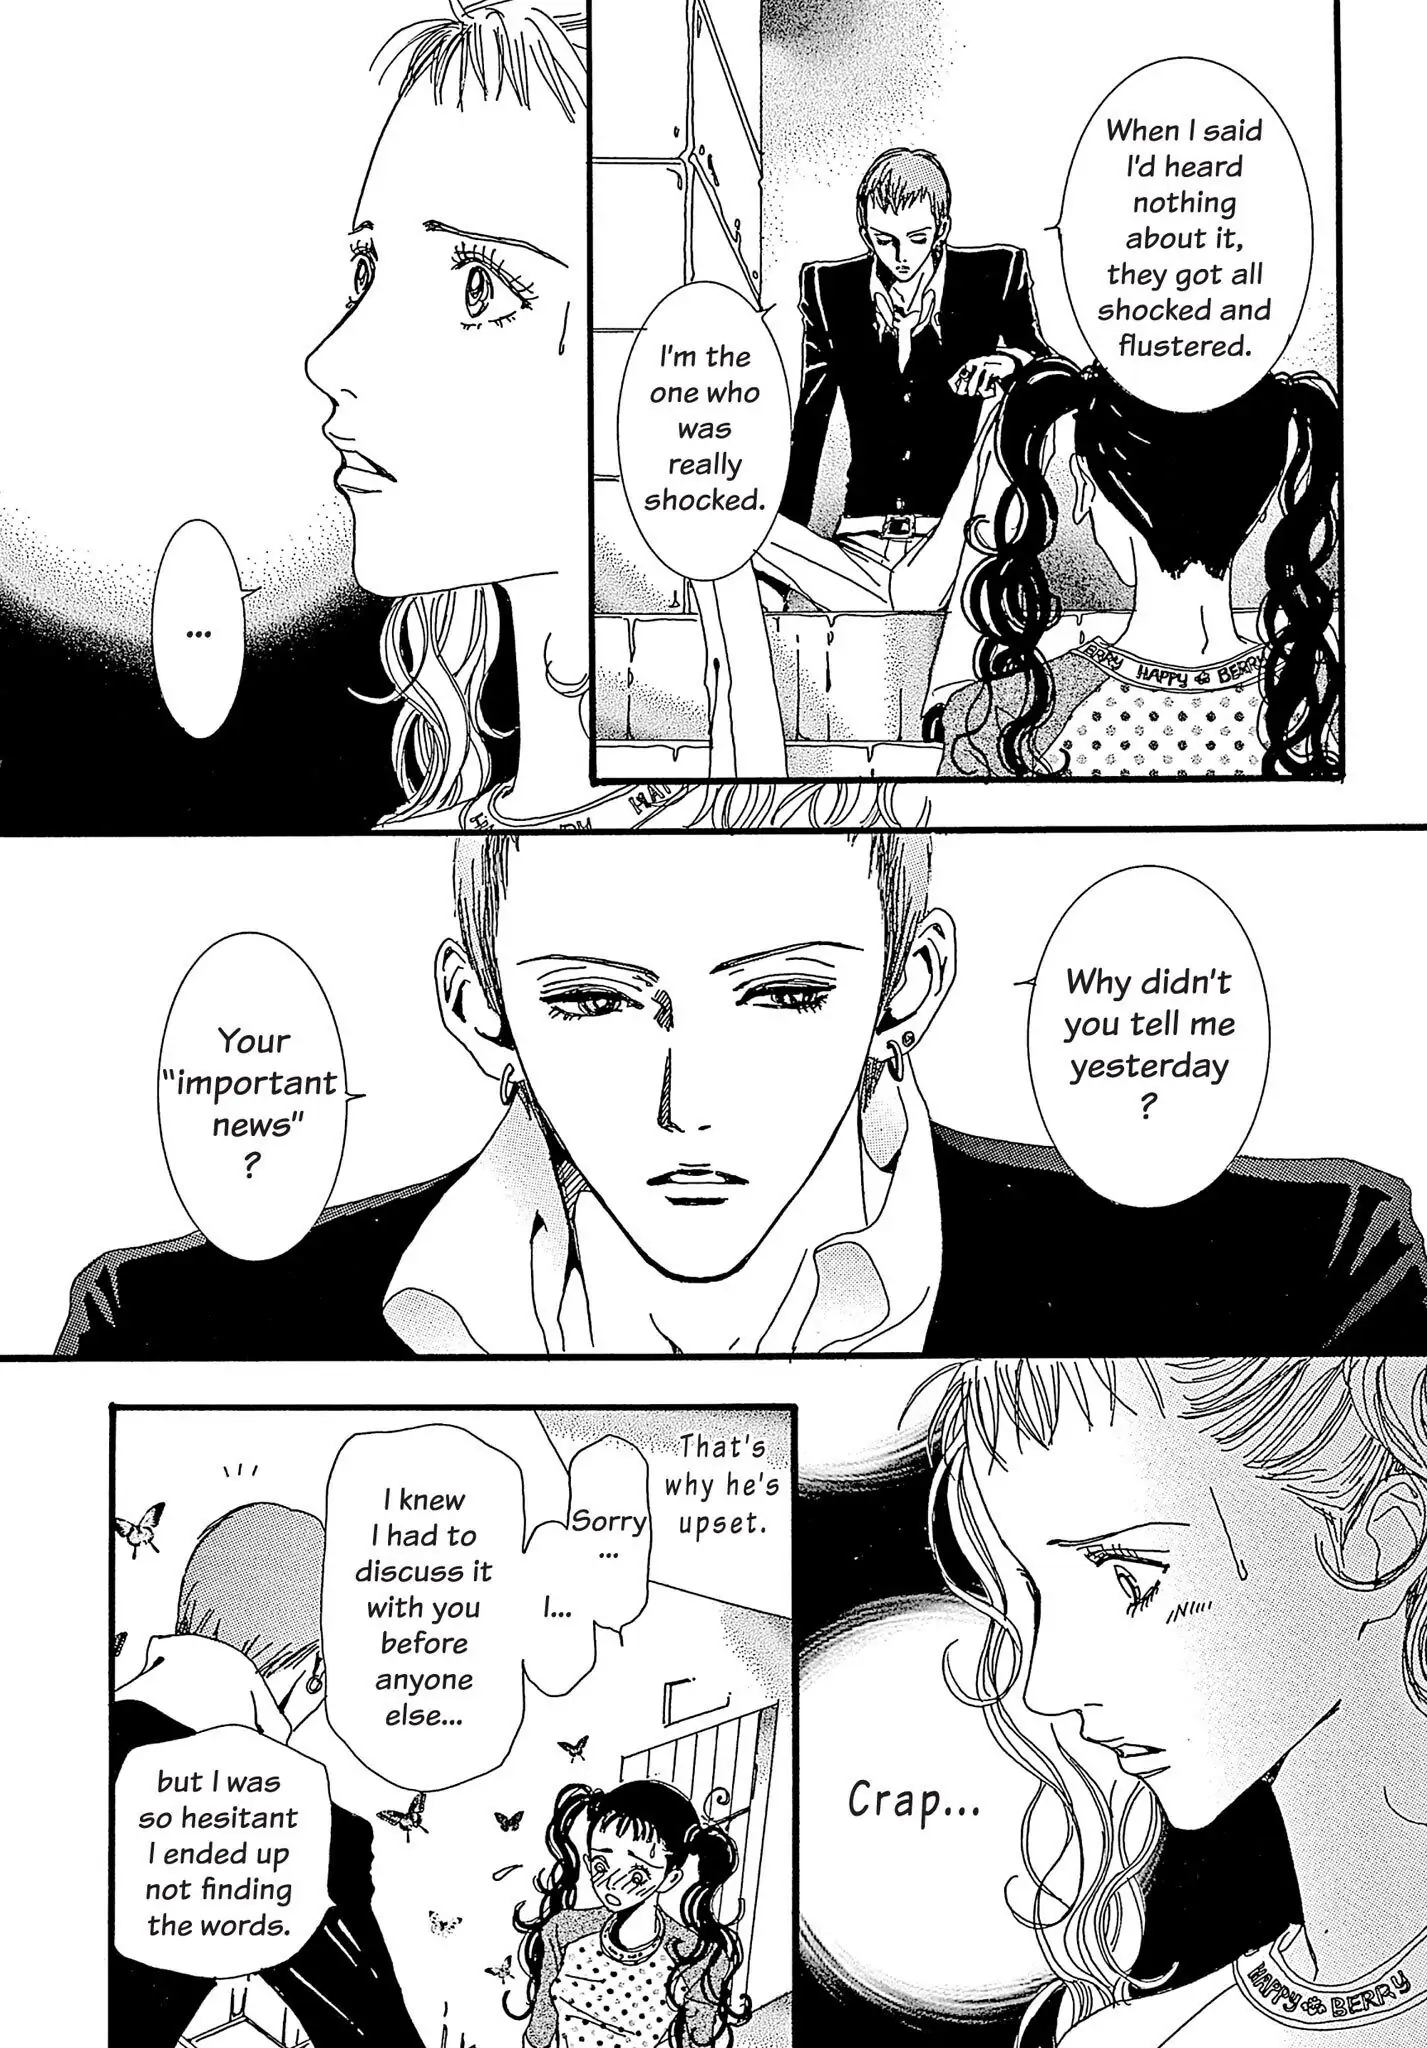 When I said
I'd heard
nothing
about it,
they got all
shocked and
flustered.
I'm the
one who
was
really
shocked.
ERRY HAPPY BERRY
...
HAP
Why didn't
you tell me
yesterday
?
Your
"important
news"
?
Crap...
HAPPY BERRY
That's
why he's
upset.
Sorry
...
I...
I knew
I had to
discuss it
with you
before
anyone
else...
but I was
so hesitant
I ended up
not finding
the words.